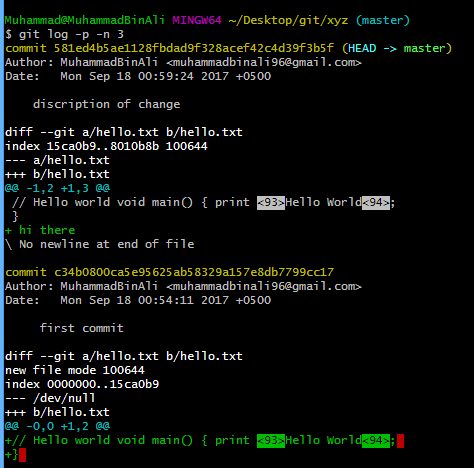 Muhammad@MuhammadBinAli MINGW64 ~/Desktop/git/xyz (master)
$ git log -p -n 3
commit 581ed4b5ae1128fbdad9f328acef42c4d39f3b5f (HEAD -> master)
Author: MuhammadBinAli <muhammadbinali96@gmail.com>
Date:   Mon Sep 18 00:59:24 2017 +0500
    discription of change
diff --git a/hello.txt b/hello.txt
index 15ca0b9..8010b8b 100644
--- a/hello.txt
+++ b/hello.txt
@@ -1,2 +1,3 @@
 // Hello world void main() { print <93>Hello World<94>;
 }
+ hi there
\ No newline at end of file
commit c34b0800ca5e95625ab58329a157e8db7799cc17
Author: MuhammadBinAli <muhammadbinali96@gmail.com>
Date:   Mon Sep 18 00:54:11 2017 +0500
     first commit
diff --git a/hello.txt b/hello.txt
new file mode 100644
index 0000000..15ca0b9
--- /dev/null
+++ b/hello.txt
@@ -0,0 +1,2 @@
+// Hello world void main() { print <93>Hello World<94>;
+}